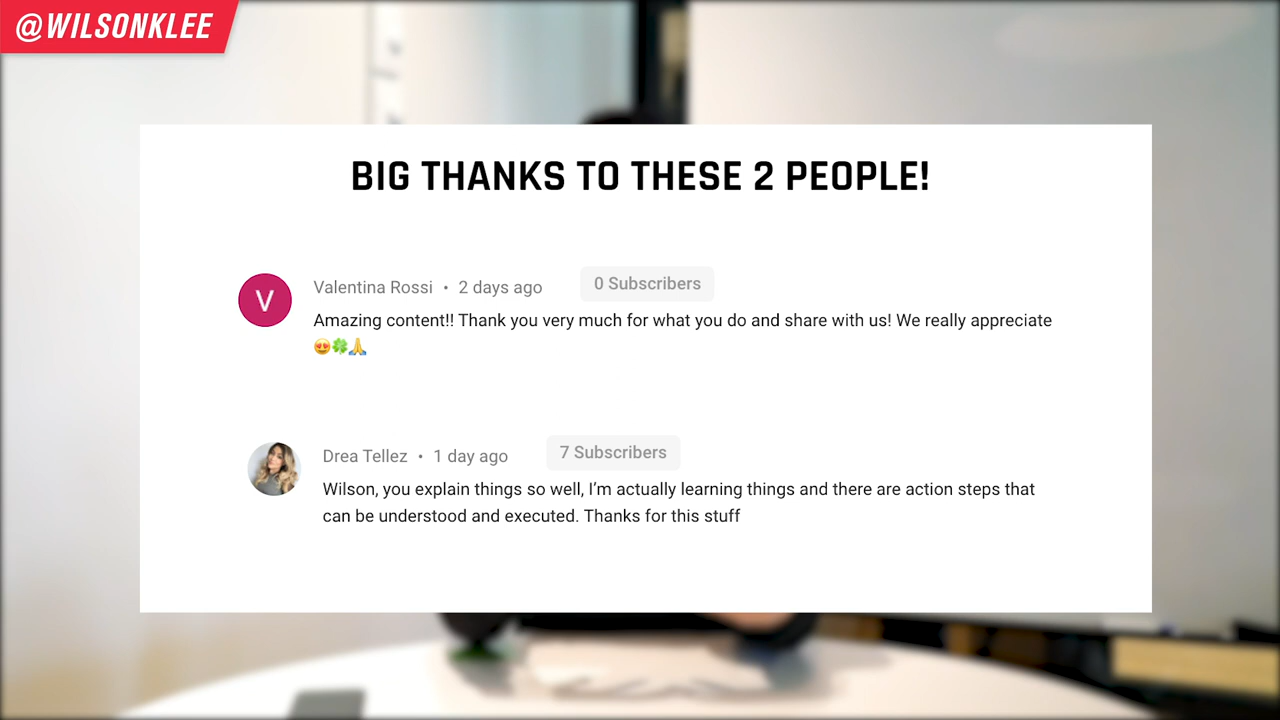 @WILSONKLEE
BIG THANKS TO THESE 2 PEOPLE!
V
Valentina Rossi • 2 days ago
0 Subscribers
Amazing content!! Thank you very much for what you do and share with us! We really appreciate
😍🍀🙏
Drea Tellez • 1 day ago
7 Subscribers
Wilson, you explain things so well, I'm actually learning things and there are action steps that
can be understood and executed. Thanks for this stuff